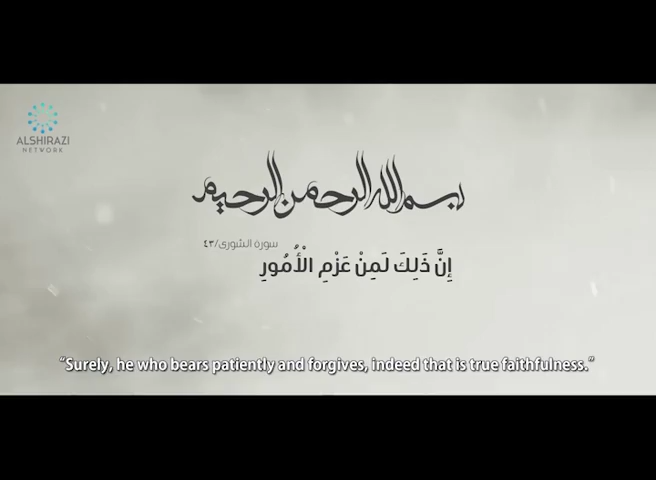 ALSHIRAZI
NETWORK
بسم الله الرحمن الرحيم
سورة الشورى/٤٣
إِنَّ ذَلِكَ لَمِنْ عَزْمِ الْأُمُورِ
“Surely, he who bears patiently and forgives, indeed that is true faithfulness.”